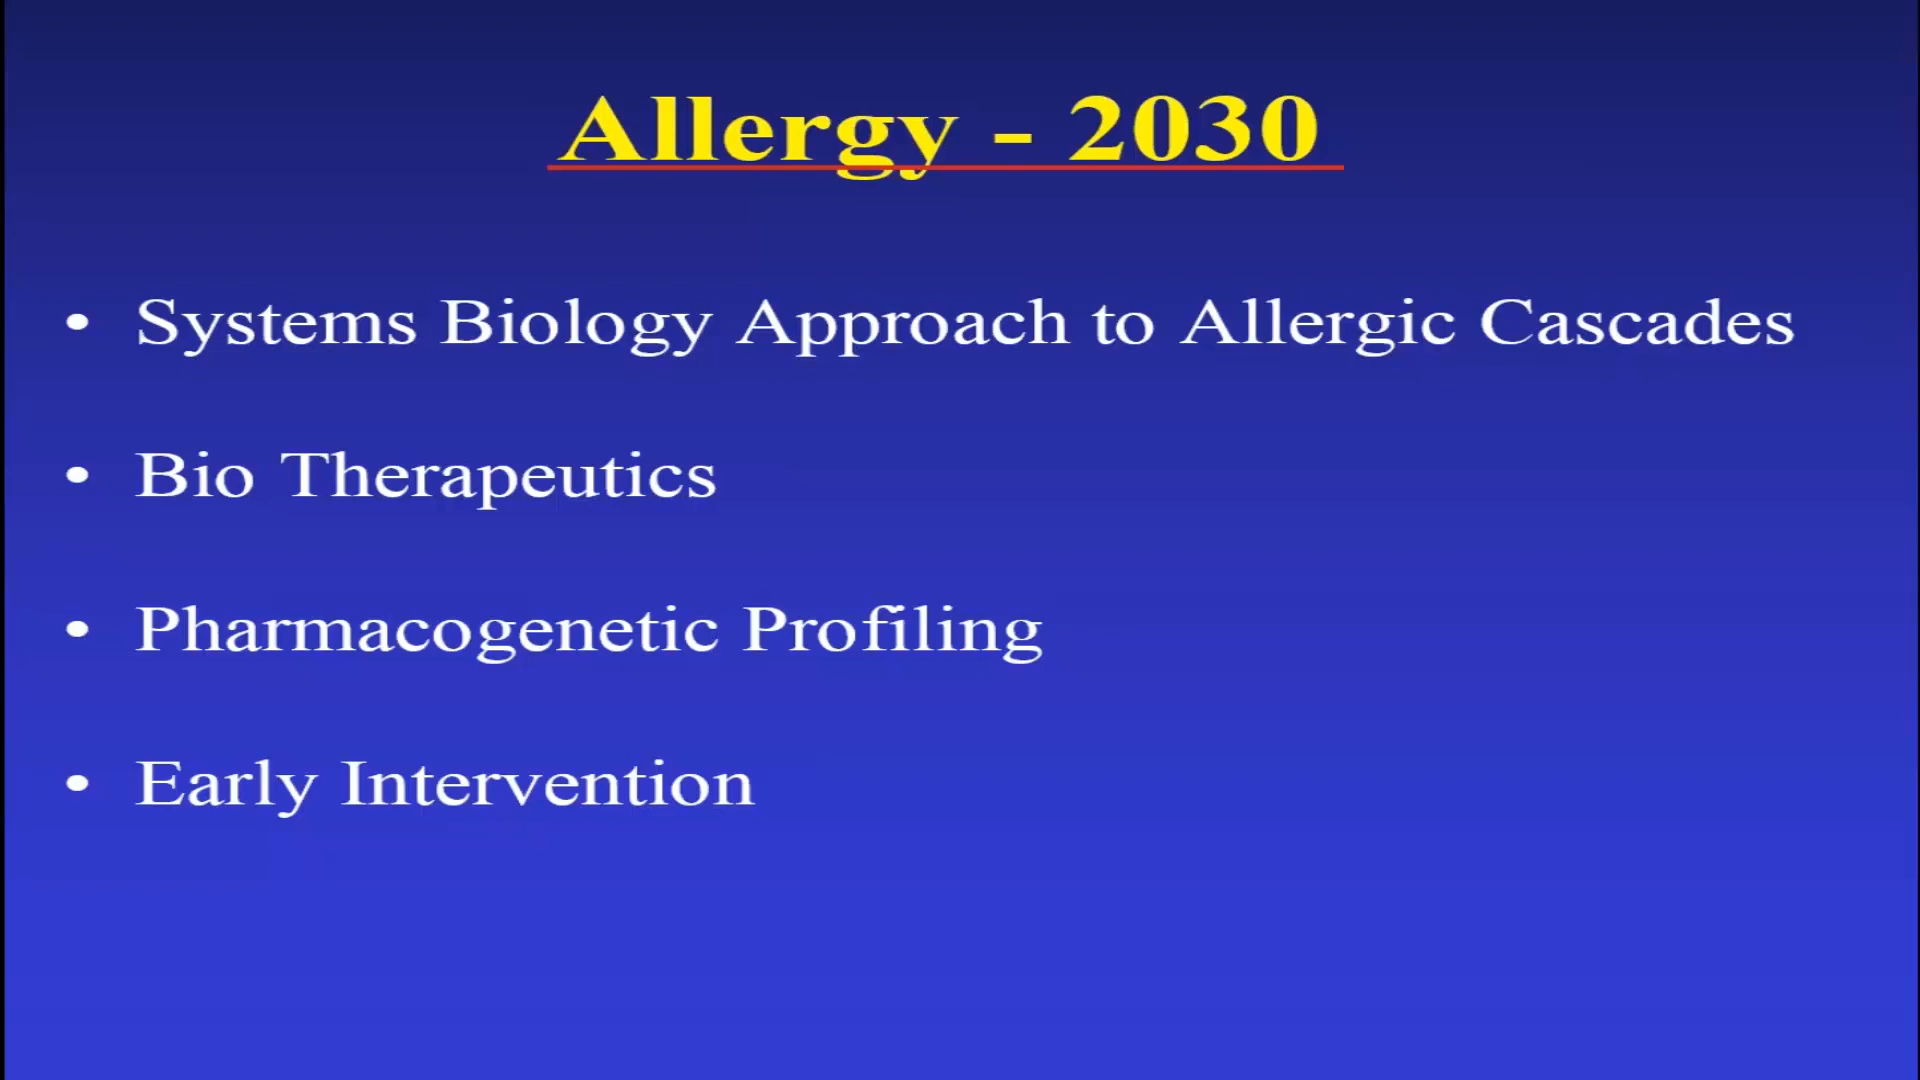 Allergy - 2030
• Systems Biology Approach to Allergic Cascades
• Bio Therapeutics
• Pharmacogenetic Profiling
• Early Intervention